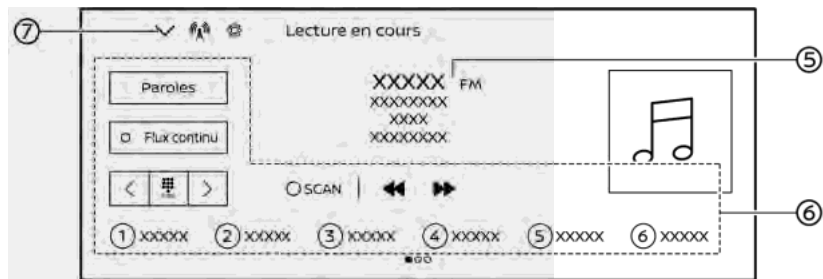 ⑦ Lecture en cours
XXXXX FM ⑤
Paroles
XXXXXXXX
XXXX
Flux continu
XXXXXXXX
< >
SCAN
⑥
① XXXXX ② XXXXX ③ XXXXX ④ XXXXX ⑤ XXXXX ⑥ XXXXX